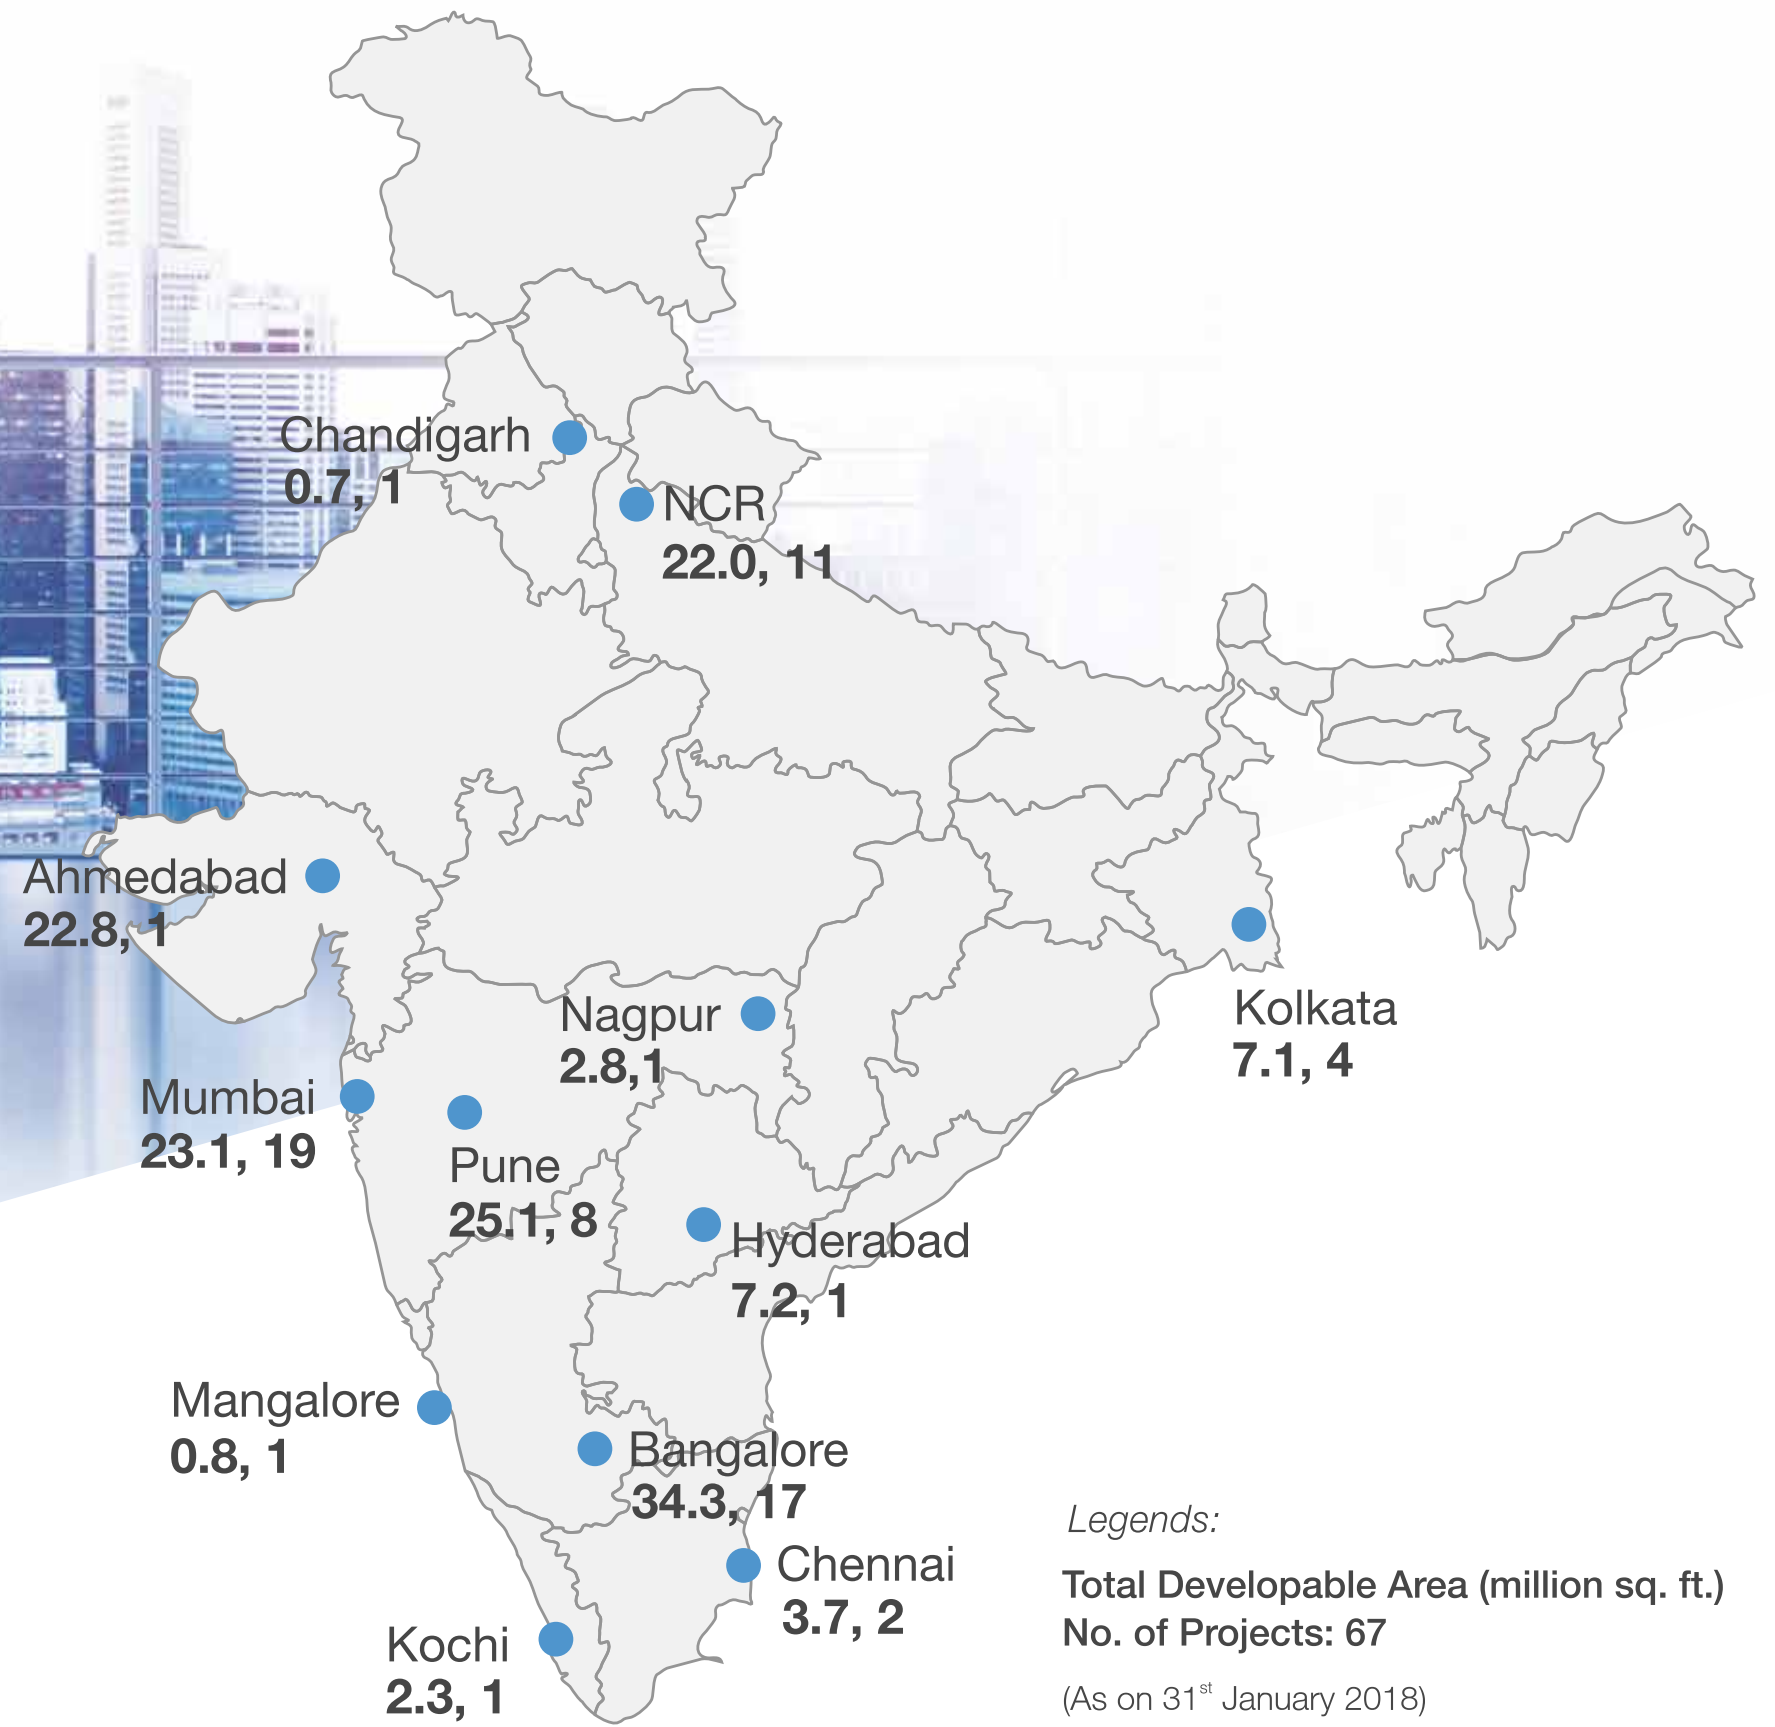 Chandigarh
0.7, 1
NCR
22.0, 11
Ahmedabad
22.8, 1
Kolkata
7.1, 4
Nagpur
2.8,1
Mumbai
23.1, 19
Pune
25.1, 8
Hyderabad
7.2, 1
Mangalore
0.8, 1
Bangalore
34.3, 17
Chennai
3.7, 2
Kochi
2.3, 1
Legends:
Total Developable Area (million sq. ft.)
No. of Projects: 67
(As on 31st January 2018)